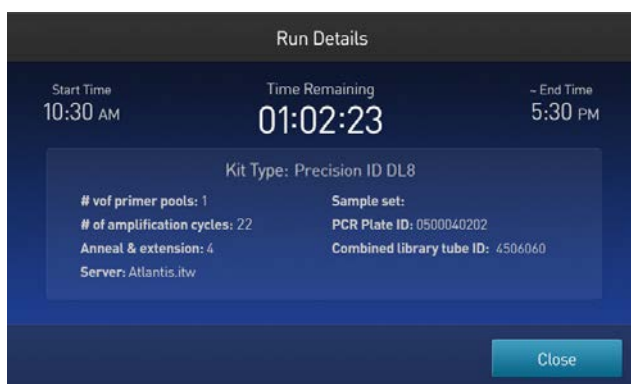 Run Details
Start Time
10:30 AM
Time Remaining
01:02:23
~ End Time
5:30 PM
Kit Type: Precision ID DL8
# vof primer pools: 1
# of amplification cycles: 22
Anneal & extension: 4
Server: Atlantis.itw
Sample set:
PCR Plate ID: 0500040202
Combined library tube ID: 4506060
Close